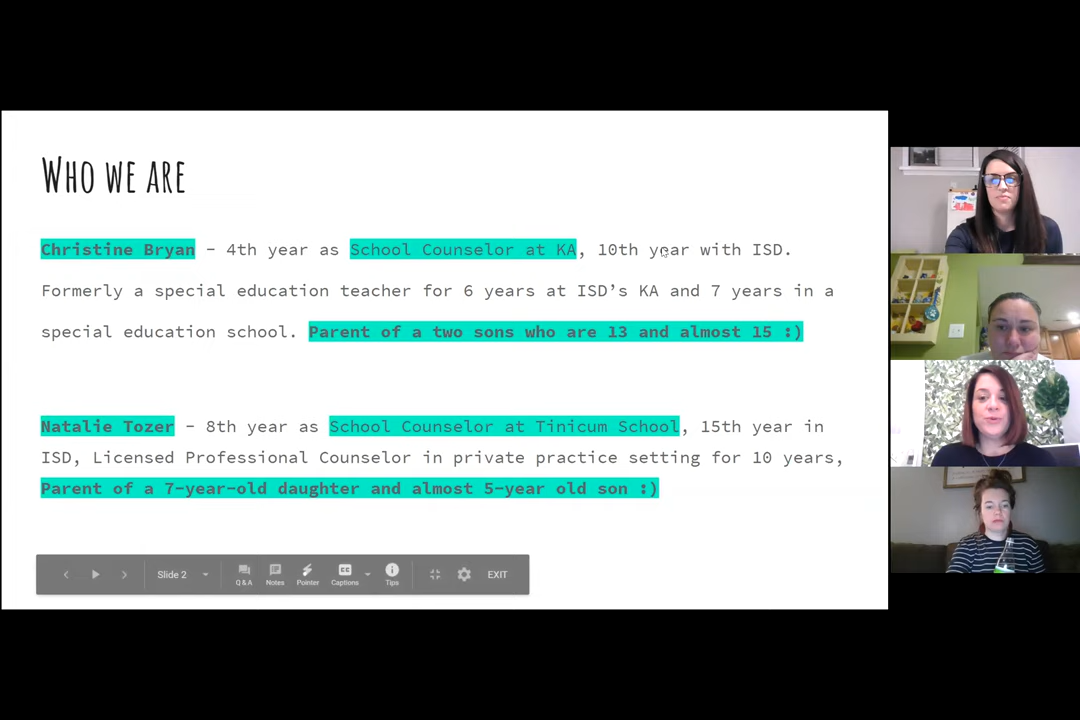 WHO WE ARE
Christine Bryan - 4th year as School Counselor at KA, 10th year with ISD.
Formerly a special education teacher for 6 years at ISD’s KA and 7 years in a
special education school. Parent of a two sons who are 13 and almost 15 :)
Natalie Tozer - 8th year as School Counselor at Tinicum School, 15th year in
ISD, Licensed Professional Counselor in private practice setting for 10 years,
Parent of a 7-year-old daughter and almost 5-year old son :)
Slide 2
Q&A Notes Pointer Captions Tips EXIT